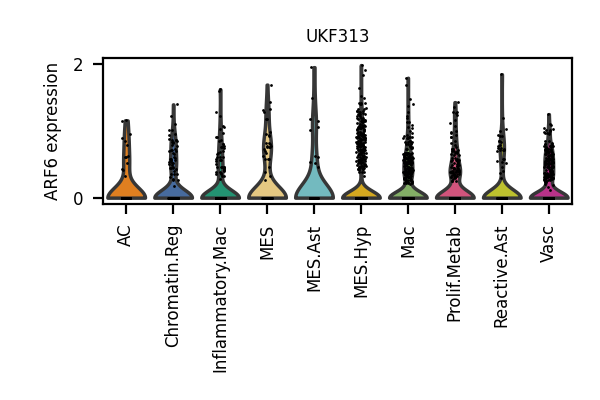 UKF313
ARF6 expression
2
0
AC
Chromatin.Reg
Inflammatory.Mac
MES
MES.Ast
MES.Hyp
Mac
Prolif.Metab
Reactive.Ast
Vasc